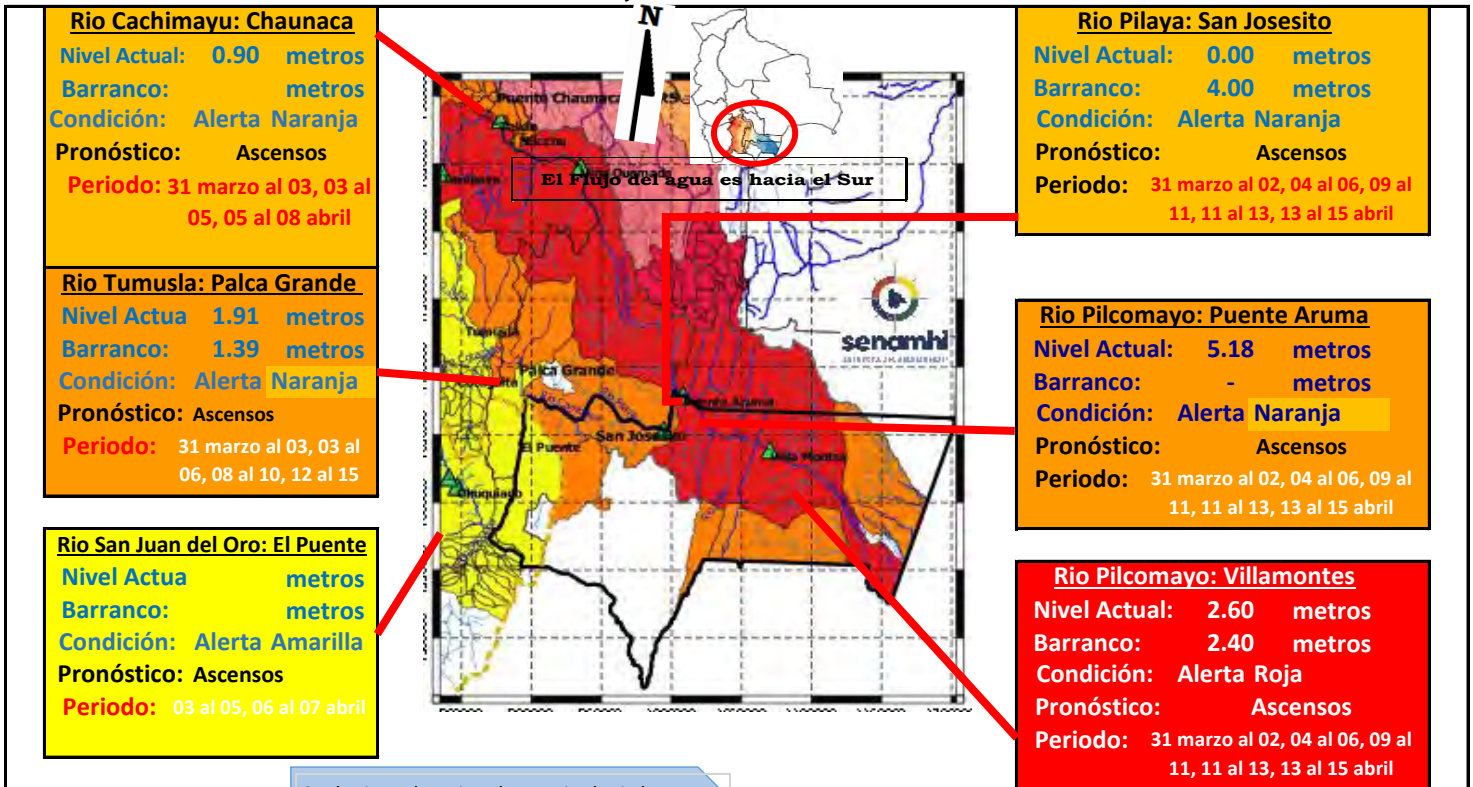 Rio Cachimayu: Chaunaca
Nivel Actual: 0.90 metros
Barranco: metros
Condición: Alerta Naranja
Pronóstico: Ascensos
Periodo: 31 marzo al 03, 03 al
05, 05 al 08 abril
Rio Tumusla: Palca Grande
Nivel Actua 1.91 metros
Barranco: 1.39 metros
Condición: Alerta Naranja
Pronóstico: Ascensos
Periodo: 31 marzo al 03, 03 al
06, 08 al 10, 12 al 15
Rio San Juan del Oro: El Puente
Nivel Actua metros
Barranco: metros
Condición: Alerta Amarilla
Pronóstico: Ascensos
Periodo: 03 al 05, 06 al 07 abril
N
Puente Chaunaca
El Flujo del agua es hacia el Sur
Tumusla
Palca Grande
Puente Aruma
San Josesito
El Puente
Villa Montes
Chuquiago
senamhi
Rio Pilaya: San Josesito
Nivel Actual: 0.00 metros
Barranco: 4.00 metros
Condición: Alerta Naranja
Pronóstico: Ascensos
Periodo: 31 marzo al 02, 04 al 06, 09 al
11, 11 al 13, 13 al 15 abril
Rio Pilcomayo: Puente Aruma
Nivel Actual: 5.18 metros
Barranco: - metros
Condición: Alerta Naranja
Pronóstico: Ascensos
Periodo: 31 marzo al 02, 04 al 06, 09 al
11, 11 al 13, 13 al 15 abril
Rio Pilcomayo: Villamontes
Nivel Actual: 2.60 metros
Barranco: 2.40 metros
Condición: Alerta Roja
Pronóstico: Ascensos
Periodo: 31 marzo al 02, 04 al 06, 09 al
11, 11 al 13, 13 al 15 abril